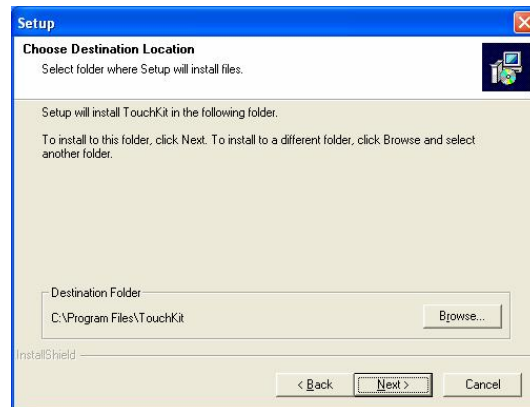 Setup
Choose Destination Location
Select folder where Setup will install files.
Setup will install TouchKit in the following folder.
To install to this folder, click Next. To install to a different folder, click Browse and select
another folder.
Destination Folder
C:\Program Files\TouchKit
Browse...
InstallShield
< Back
Next >
Cancel